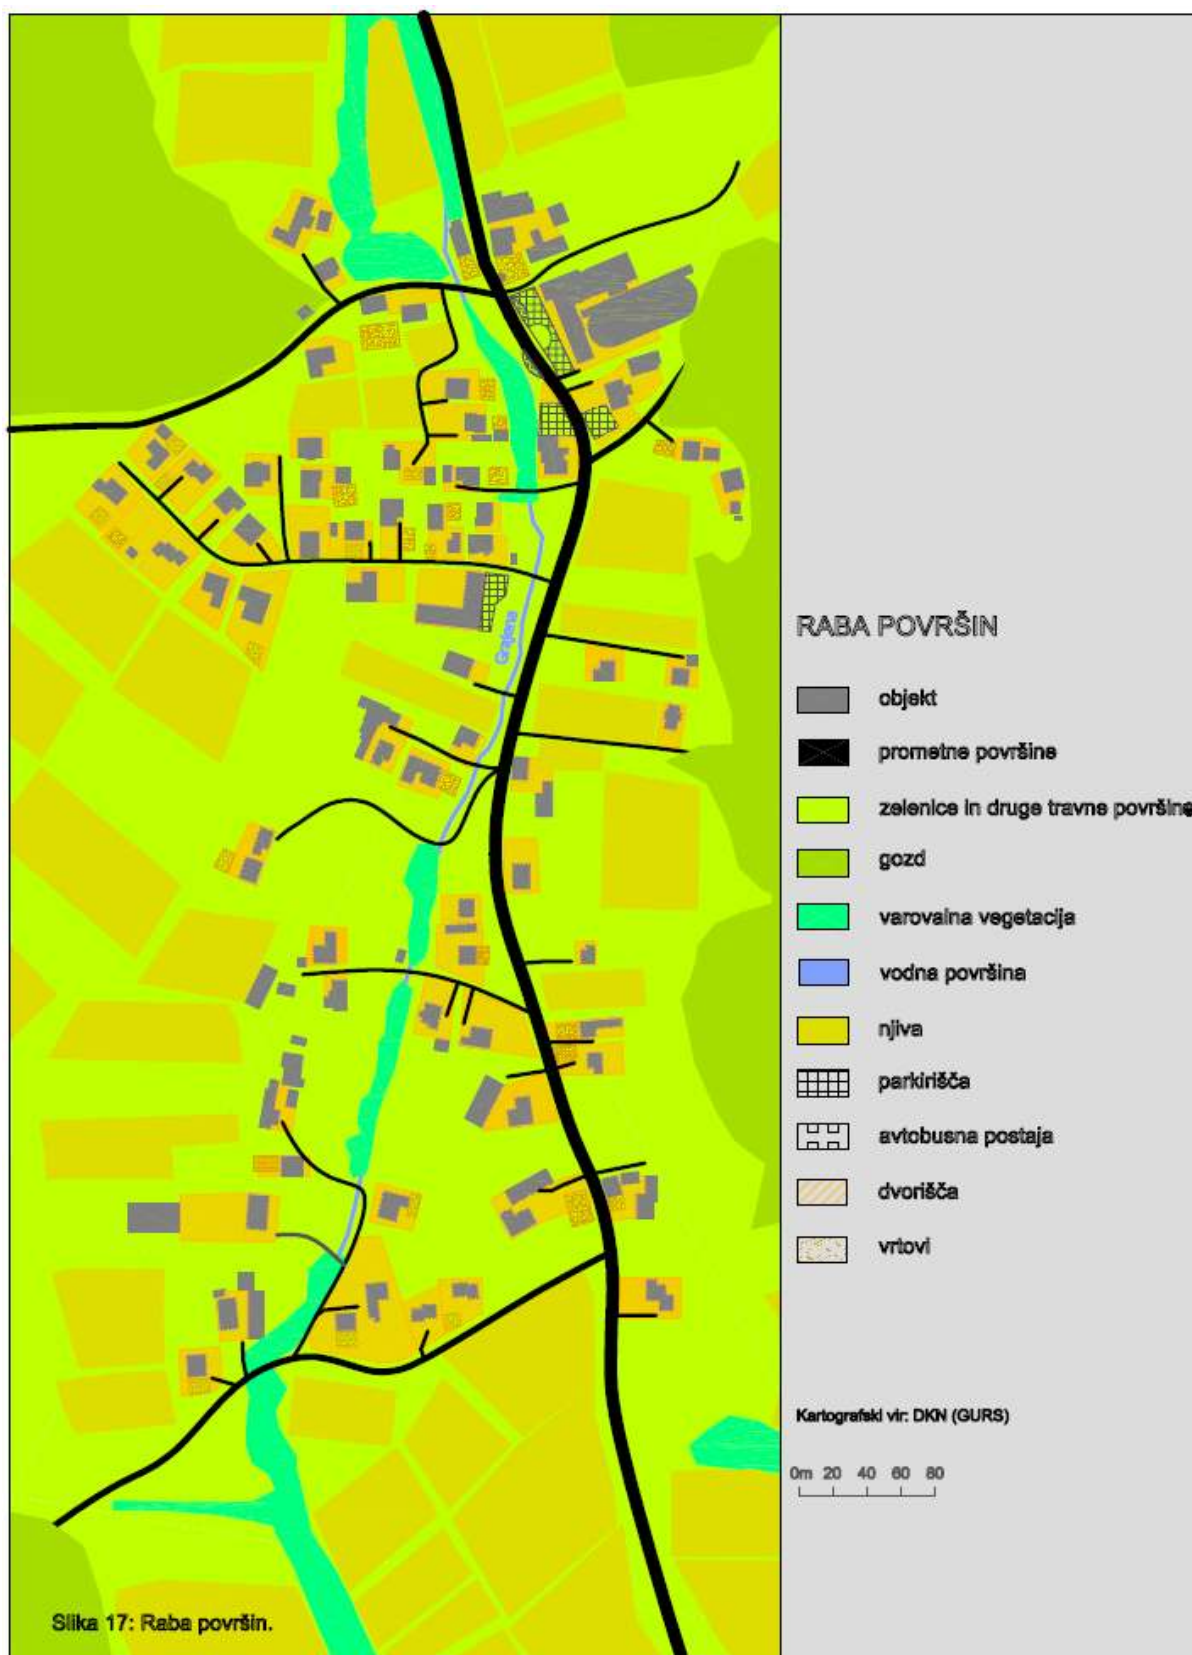 Grajena
RABA POVRŠIN
objekt
prometne površine
zelenice in druge travne površine
gozd
varovalna vegetacija
vodna površina
njiva
parkirišča
avtobusna postaja
dvorišča
vrtovi
Kartografski vir: DKN (GURS)
0m 20 40 60 80
Slika 17: Raba površin.